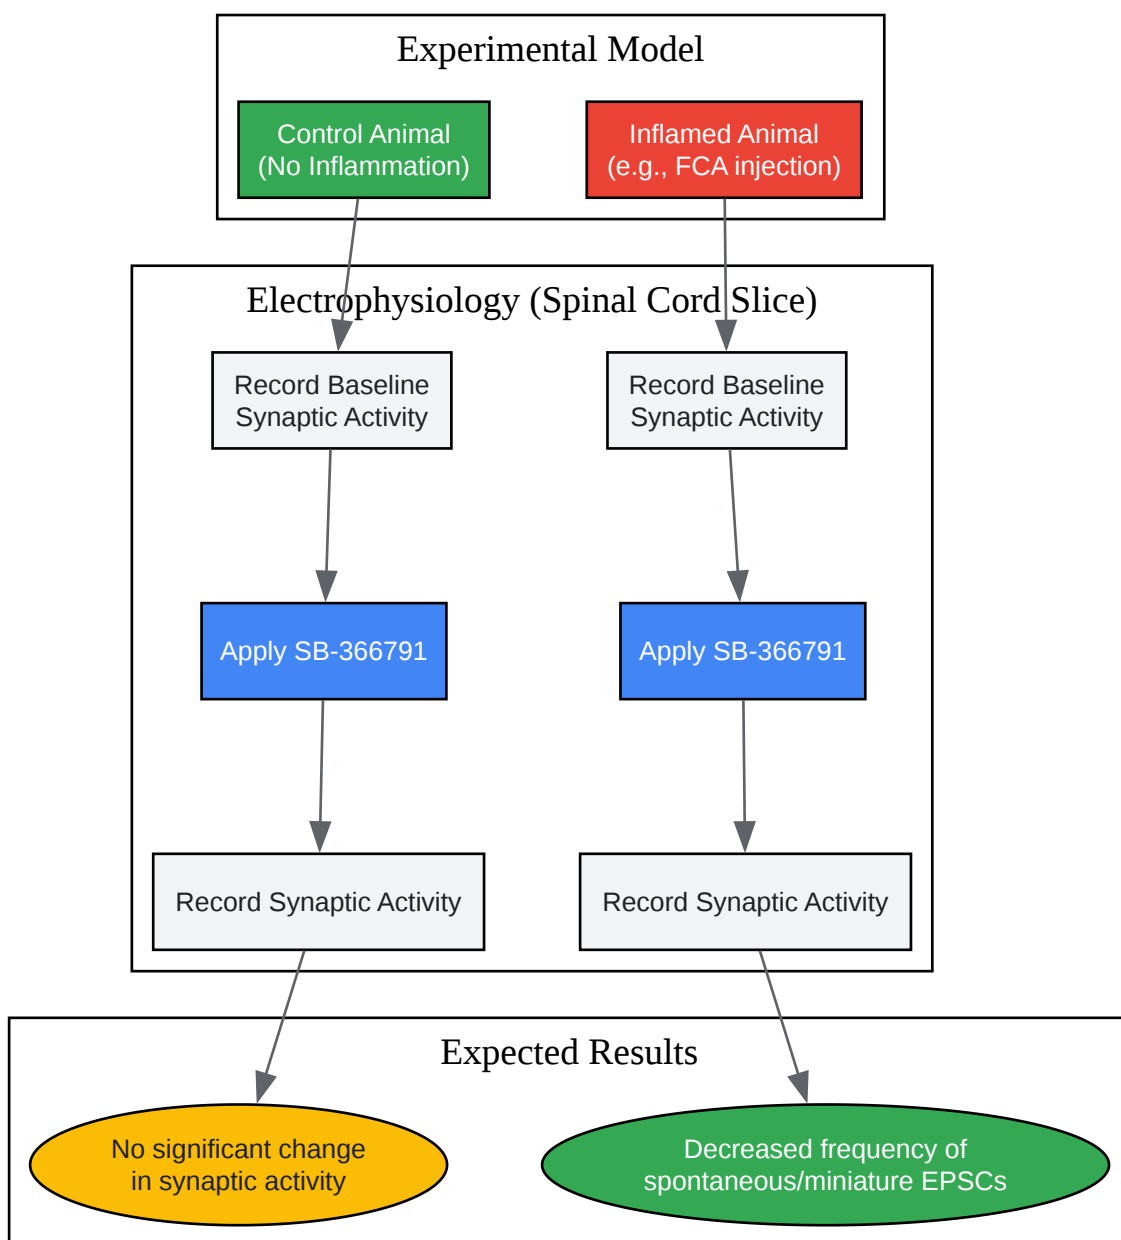 Experimental Model
Control Animal
(No Inflammation)
Inflamed Animal
(e.g., FCA injection)
Electrophysiology (Spinal Cord Slice)
Record Baseline
Synaptic Activity
Record Baseline
Synaptic Activity
Apply SB-366791
Apply SB-366791
Record Synaptic Activity
Record Synaptic Activity
Expected Results
No significant change
in synaptic activity
Decreased frequency of
spontaneous/miniature EPSCs